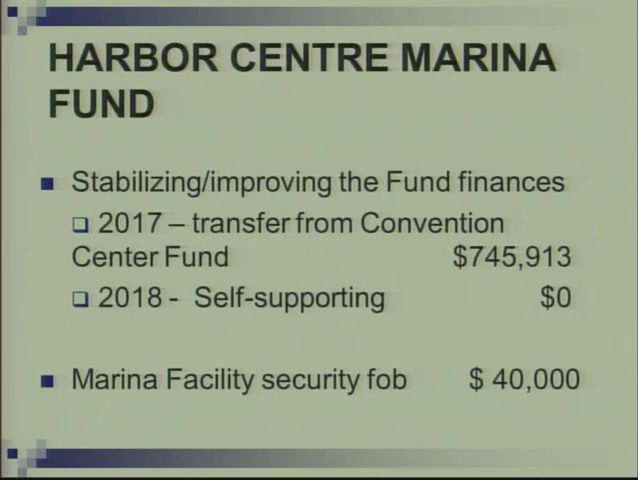 HARBOR CENTRE MARINA
FUND
Stabilizing/improving the Fund finances
2017 – transfer from Convention
Center Fund $745,913
2018 - Self-supporting $0
Marina Facility security fob $ 40,000